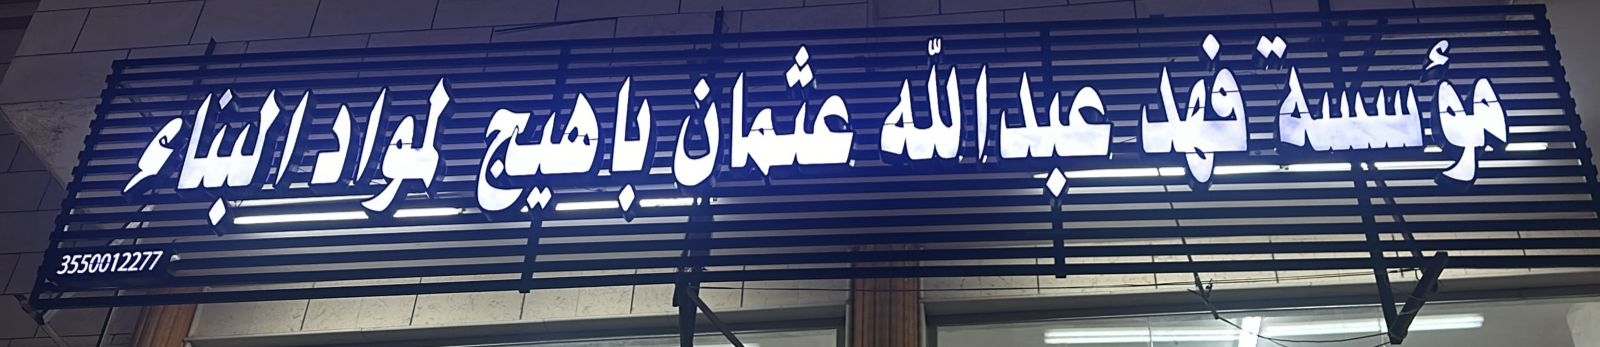 مؤسسة فهد عبدالله عثمان باهيج لمواد البناء
3550012277